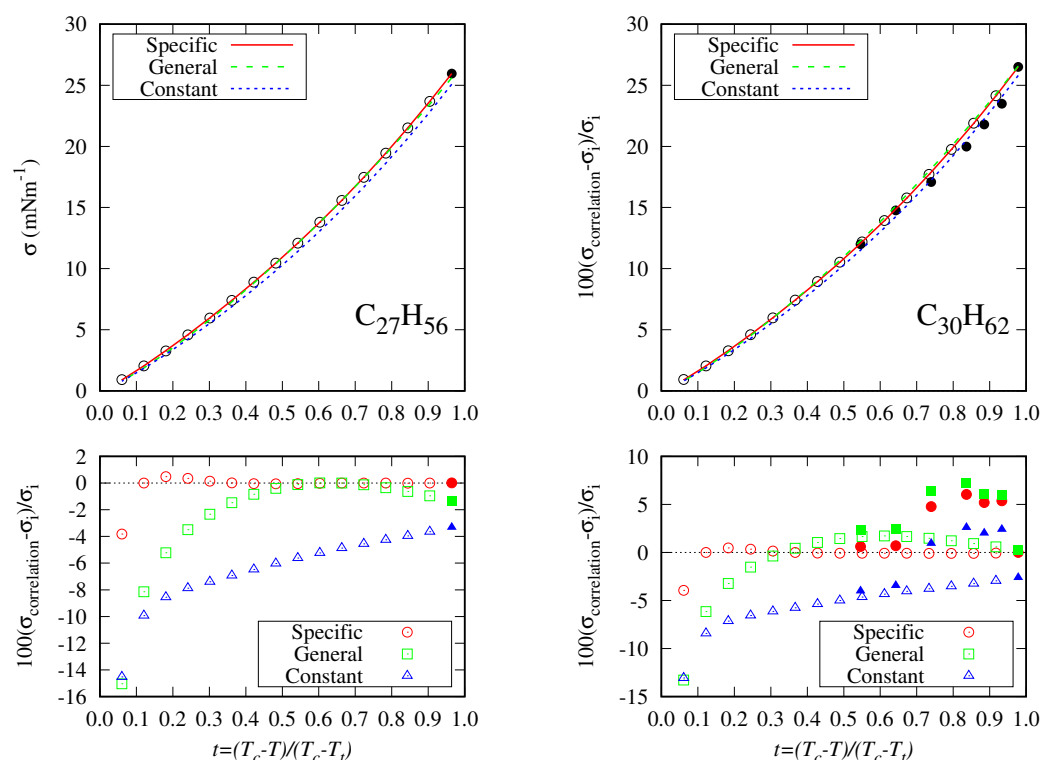 30
25
20
15
10
5
0
σ (mNm-1)
Specific
General
Constant
C27H56
0.0 0.1 0.2 0.3 0.4 0.5 0.6 0.7 0.8 0.9 1.0
30
25
20
15
10
5
0
100(σcorrelation-σi)/σi
Specific
General
Constant
C30H62
0.0 0.1 0.2 0.3 0.4 0.5 0.6 0.7 0.8 0.9 1.0
2
0
-2
-4
-6
-8
-10
-12
-14
-16
100(σcorrelation-σi)/σi
Specific
General
Constant
0.0 0.1 0.2 0.3 0.4 0.5 0.6 0.7 0.8 0.9 1.0
t=(Tc-T)/(Tc-Tt)
10
5
0
-5
-10
-15
100(σcorrelation-σi)/σi
Specific
General
Constant
0.0 0.1 0.2 0.3 0.4 0.5 0.6 0.7 0.8 0.9 1.0
t=(Tc-T)/(Tc-Tt)